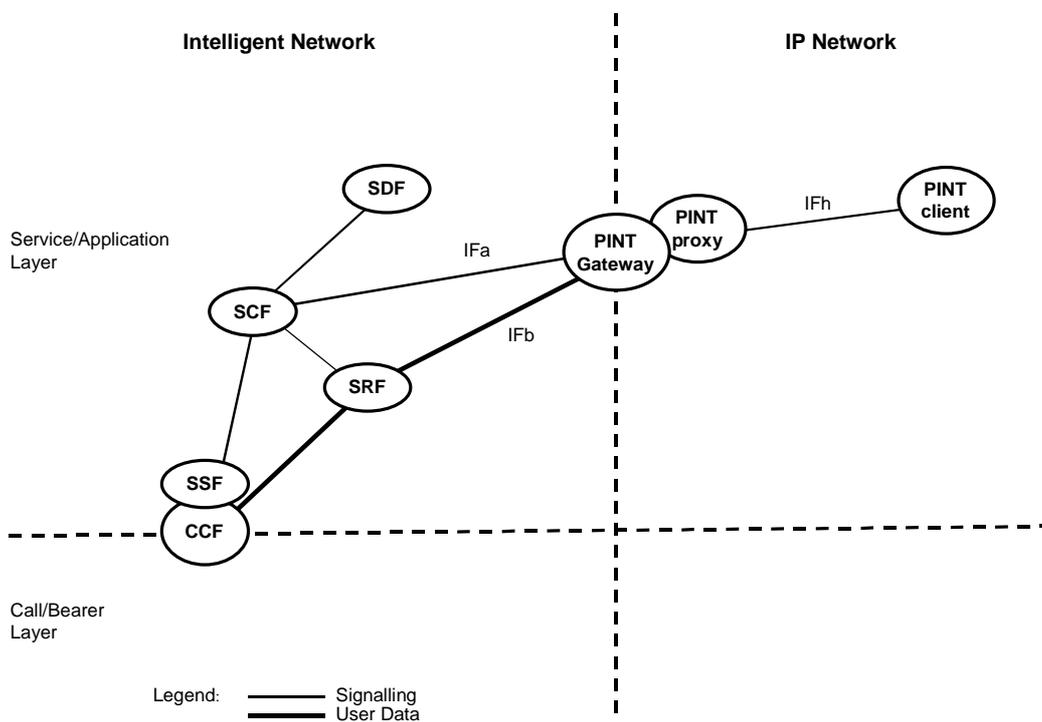 Intelligent Network
IP Network
SDF
PINT
client
IFh
PINT
proxy
PINT
Gateway
Service/Application
Layer
IFa
SCF
IFb
SRF
SSF
CCF
Call/Bearer
Layer
Legend:
Signalling
User Data